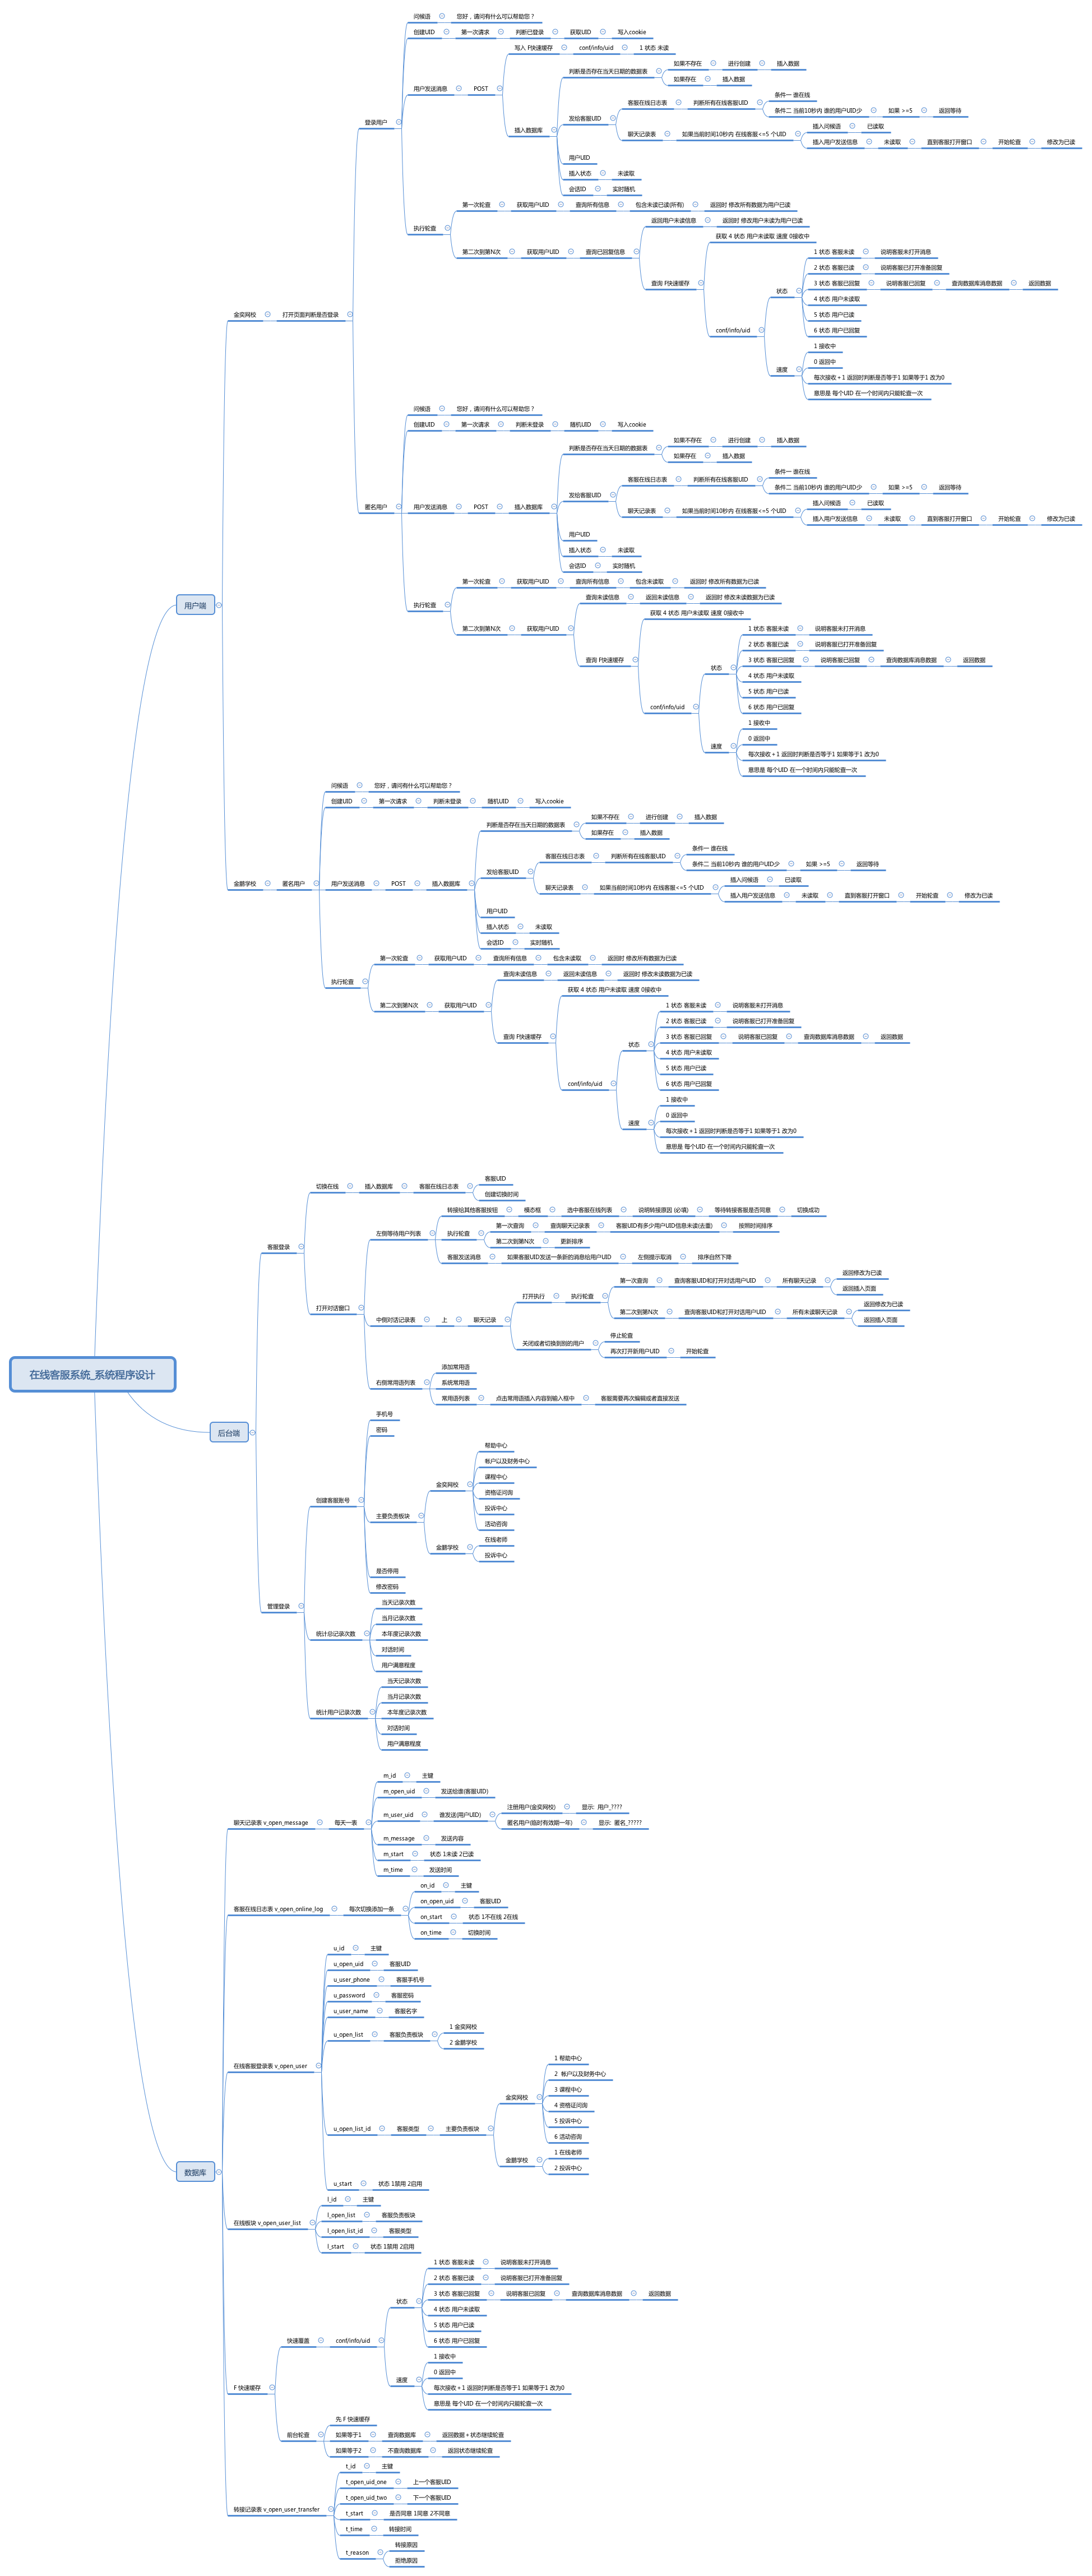 在线客服系统_系统程序设计
用户端
金奕网校
打开页面判断是否登录
登录用户
问候语 您好，请问有什么可以帮助您？
创建UID 第一次请求 判断已登录 获取UID 写入cookie
用户发送消息 POST
写入 F快速缓存 conf/info/uid 1 状态 未读
插入数据库
判断是否存在当天日期的数据表
如果不存在 进行创建 插入数据
如果存在 插入数据
发给客服UID
客服在线日志表 判断所有在线客服UID
条件一 谁在线
条件二 当前10秒内 谁的用户UID少 如果 >=5 返回等待
聊天记录表 如果当前时间10秒内 在线客服<=5 个UID
插入问候语 已读取
插入用户发送信息 未读取 直到客服打开窗口 开始轮查 修改为已读
用户UID
插入状态 未读取
会话ID 实时随机
执行轮查
第一次轮查 获取用户UID 查询所有信息 包含未读已读(所有) 返回时 修改所有数据为用户已读
第二次到第N次 获取用户UID 查询已回复信息
返回用户未读信息 返回时 修改用户未读为用户已读
查询 F快速缓存
获取 4 状态 用户未读取 速度 0接收中
conf/info/uid
状态
1 状态 客服未读 说明客服未打开消息
2 状态 客服已读 说明客服已打开准备回复
3 状态 客服已回复 说明客服已回复 查询数据库消息数据 返回数据
4 状态 用户未读取
5 状态 用户已读
6 状态 用户已回复
速度
1 接收中
0 返回中
每次接收＋1 返回时判断是否等于1 如果等于1 改为0
意思是 每个UID 在一个时间内只能轮查一次
匿名用户
问候语 您好，请问有什么可以帮助您？
创建UID 第一次请求 判断未登录 随机UID 写入cookie
用户发送消息 POST 插入数据库
判断是否存在当天日期的数据表
如果不存在 进行创建 插入数据
如果存在 插入数据
发给客服UID
客服在线日志表 判断所有在线客服UID
条件一 谁在线
条件二 当前10秒内 谁的用户UID少 如果 >=5 返回等待
聊天记录表 如果当前时间10秒内 在线客服<=5 个UID
插入问候语 已读取
插入用户发送信息 未读取 直到客服打开窗口 开始轮查 修改为已读
用户UID
插入状态 未读取
会话ID 实时随机
执行轮查
第一次轮查 获取用户UID 查询所有信息 包含未读取 返回时 修改所有数据为已读
第二次到第N次 获取用户UID
查询未读信息 返回未读信息 返回时 修改未读数据为已读
查询 F快速缓存
获取 4 状态 用户未读取 速度 0接收中
conf/info/uid
状态
1 状态 客服未读 说明客服未打开消息
2 状态 客服已读 说明客服已打开准备回复
3 状态 客服已回复 说明客服已回复 查询数据库消息数据 返回数据
4 状态 用户未读取
5 状态 用户已读
6 状态 用户已回复
速度
1 接收中
0 返回中
每次接收＋1 返回时判断是否等于1 如果等于1 改为0
意思是 每个UID 在一个时间内只能轮查一次
金爵学校
匿名用户
问候语 您好，请问有什么可以帮助您？
创建UID 第一次请求 判断未登录 随机UID 写入cookie
用户发送消息 POST 插入数据库
判断是否存在当天日期的数据表
如果不存在 进行创建 插入数据
如果存在 插入数据
发给客服UID
客服在线日志表 判断所有在线客服UID
条件一 谁在线
条件二 当前10秒内 谁的用户UID少 如果 >=5 返回等待
聊天记录表 如果当前时间10秒内 在线客服<=5 个UID
插入问候语 已读取
插入用户发送信息 未读取 直到客服打开窗口 开始轮查 修改为已读
用户UID
插入状态 未读取
会话ID 实时随机
执行轮查
第一次轮查 获取用户UID 查询所有信息 包含未读取 返回时 修改所有数据为已读
第二次到第N次 获取用户UID
查询未读信息 返回未读信息 返回时 修改未读数据为已读
查询 F快速缓存
获取 4 状态 用户未读取 速度 0接收中
conf/info/uid
状态
1 状态 客服未读 说明客服未打开消息
2 状态 客服已读 说明客服已打开准备回复
3 状态 客服已回复 说明客服已回复 查询数据库消息数据 返回数据
4 状态 用户未读取
5 状态 用户已读
6 状态 用户已回复
速度
1 接收中
0 返回中
每次接收＋1 返回时判断是否等于1 如果等于1 改为0
意思是 每个UID 在一个时间内只能轮查一次
后台端
客服登录
切换在线 插入数据库 客服在线日志表
客服UID
创建切换时间
打开对话窗口
左侧等待用户列表
转接给其他客服按钮 模态框 选中客服在线列表 说明转接原因 (必填) 等待转接客服是否同意 切换成功
执行轮查
第一次查询 查询聊天记录表 客服UID有多少用户UID信息未读(去重) 按照时间排序
第二次到第N次 更新排序
客服发送消息 如果客服UID发送一条新的消息给用户UID 左侧提示取消 排序自然下降
中侧对话记录表 上 聊天记录
打开执行 执行轮查
第一次查询 查询客服UID和打开对话用户UID 所有聊天记录
返回修改为已读
返回插入页面
第二次到第N次 查询客服UID和打开对话用户UID 所有未读聊天记录
返回修改为已读
返回插入页面
关闭或者切换到别的用户
停止轮查
再次打开新用户UID 开始轮查
右侧常用语列表
添加常用语
系统常用语
常用语列表 点击常用语插入内容到输入框中 客服需要再次编辑或者直接发送
管理登录
创建客服账号
手机号
密码
主要负责板块
金奕网校
帮助中心
帐户以及财务中心
课程中心
资格证问询
投诉中心
活动咨询
金爵学校
在线老师
投诉中心
是否停用
修改密码
统计总记录次数
当天记录次数
当月记录次数
本年度记录次数
对话时间
用户满意程度
统计用户记录次数
当天记录次数
当月记录次数
本年度记录次数
对话时间
用户满意程度
数据库
聊天记录表 v_open_message 每天一表
m_id 主键
m_open_uid 发送给谁(客服UID)
m_user_uid 谁发送(用户UID)
注册用户(金奕网校) 显示: 用户_????
匿名用户(临时有效期一年) 显示: 匿名_?????
m_message 发送内容
m_start 状态 1未读 2已读
m_time 发送时间
客服在线日志表 v_open_online_log 每次切换添加一条
on_id 主键
on_open_uid 客服UID
on_start 状态 1不在线 2在线
on_time 切换时间
在线客服登录表 v_open_user
u_id 主键
u_open_uid 客服UID
u_user_phone 客服手机号
u_password 客服密码
u_user_name 客服名字
u_open_list 客服负责板块
1 金奕网校
2 金爵学校
u_open_list_id 客服类型 主要负责板块
金奕网校
1 帮助中心
2 帐户以及财务中心
3 课程中心
4 资格证问询
5 投诉中心
6 活动咨询
金爵学校
1 在线老师
2 投诉中心
u_start 状态 1禁用 2启用
在线板块 v_open_user_list
l_id 主键
l_open_list 客服负责板块
l_open_list_id 客服类型
l_start 状态 1禁用 2启用
F 快速缓存
快速覆盖 conf/info/uid
状态
1 状态 客服未读 说明客服未打开消息
2 状态 客服已读 说明客服已打开准备回复
3 状态 客服已回复 说明客服已回复 查询数据库消息数据 返回数据
4 状态 用户未读取
5 状态 用户已读
6 状态 用户已回复
速度
1 接收中
0 返回中
每次接收＋1 返回时判断是否等于1 如果等于1 改为0
意思是 每个UID 在一个时间内只能轮查一次
前台轮查
先 F 快速缓存
如果等于1 查询数据库 返回数据＋状态继续轮查
如果等于2 不查询数据库 返回状态继续轮查
转接记录表 v_open_user_transfer
t_id 主键
t_open_uid_one 上一个客服UID
t_open_uid_two 下一个客服UID
t_start 是否同意 1同意 2不同意
t_time 转接时间
t_reason
转接原因
拒绝原因